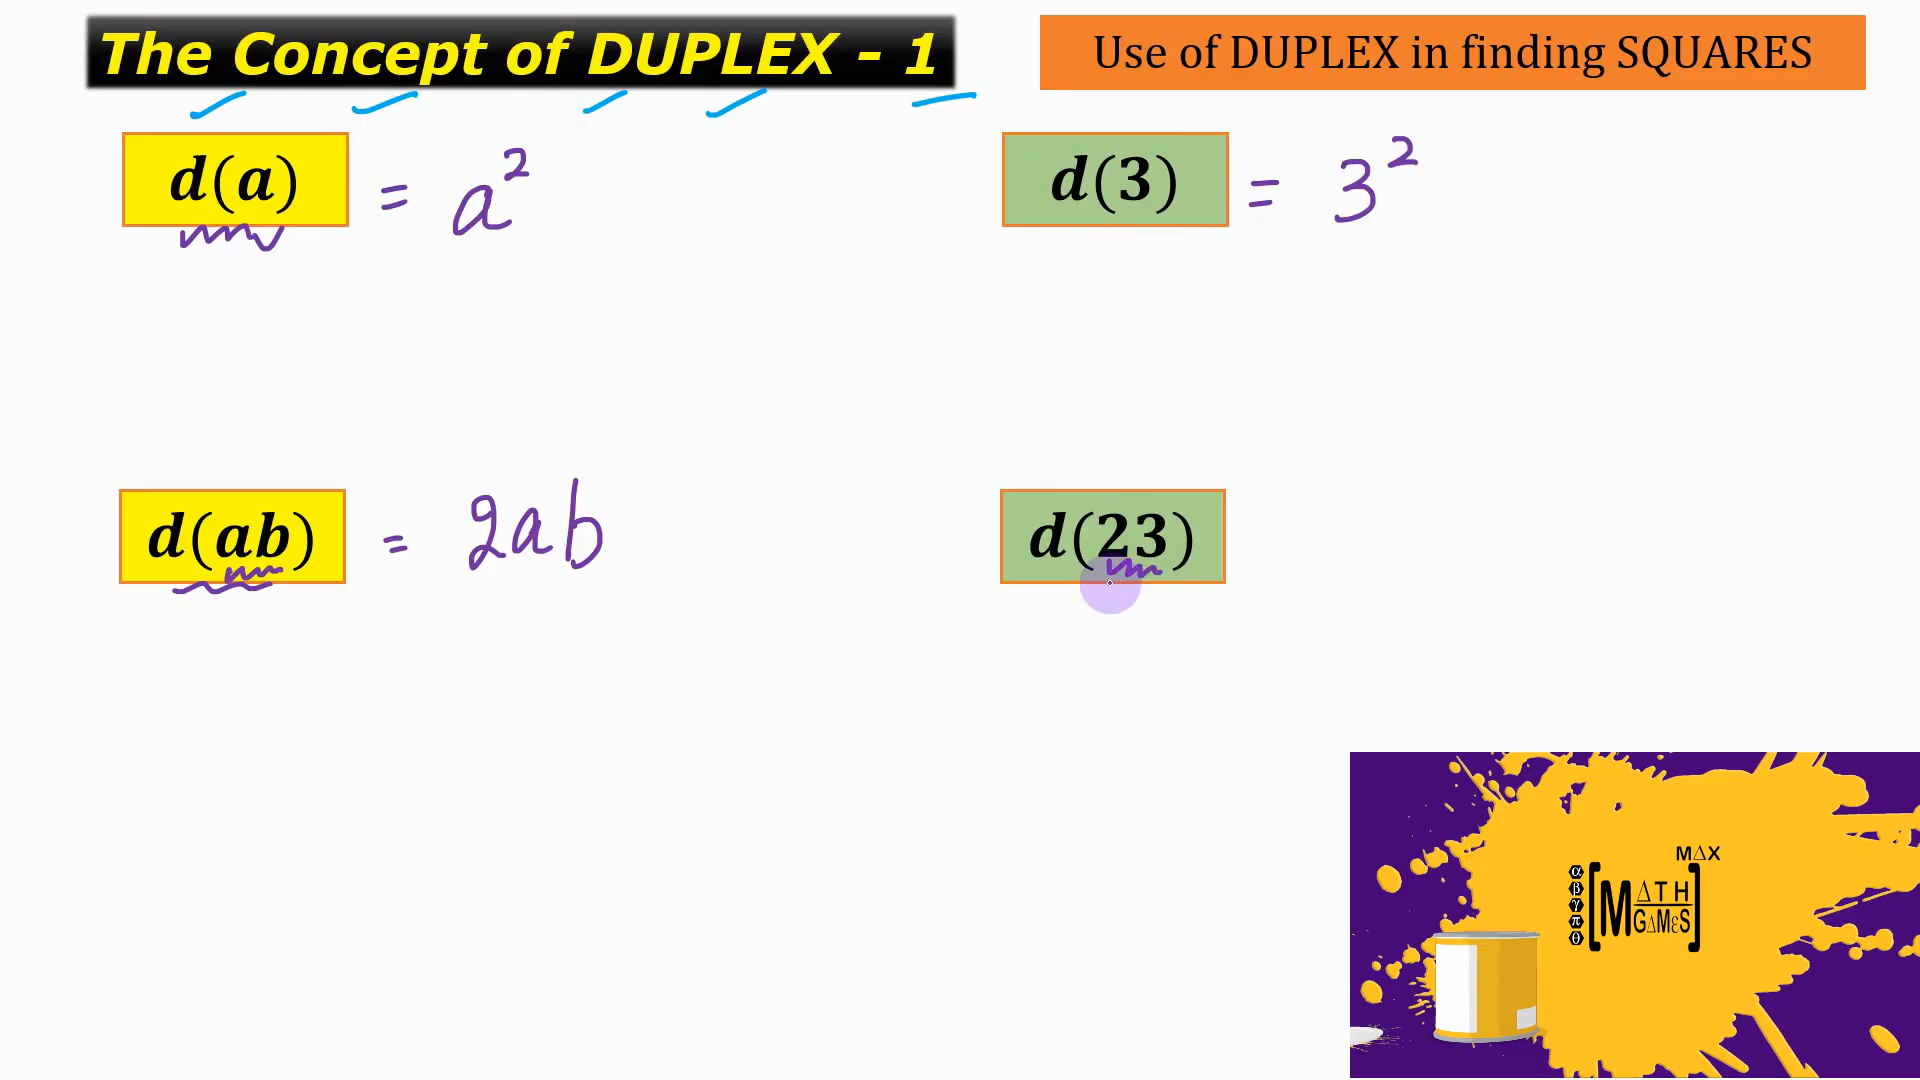 The Concept of DUPLEX - 1
Use of DUPLEX in finding SQUARES
d(a) = a²
d(3) = 3²
d(ab) = 2ab
d(23)
MΔX
α β γ π θ
[MΔTH GΔMεS]